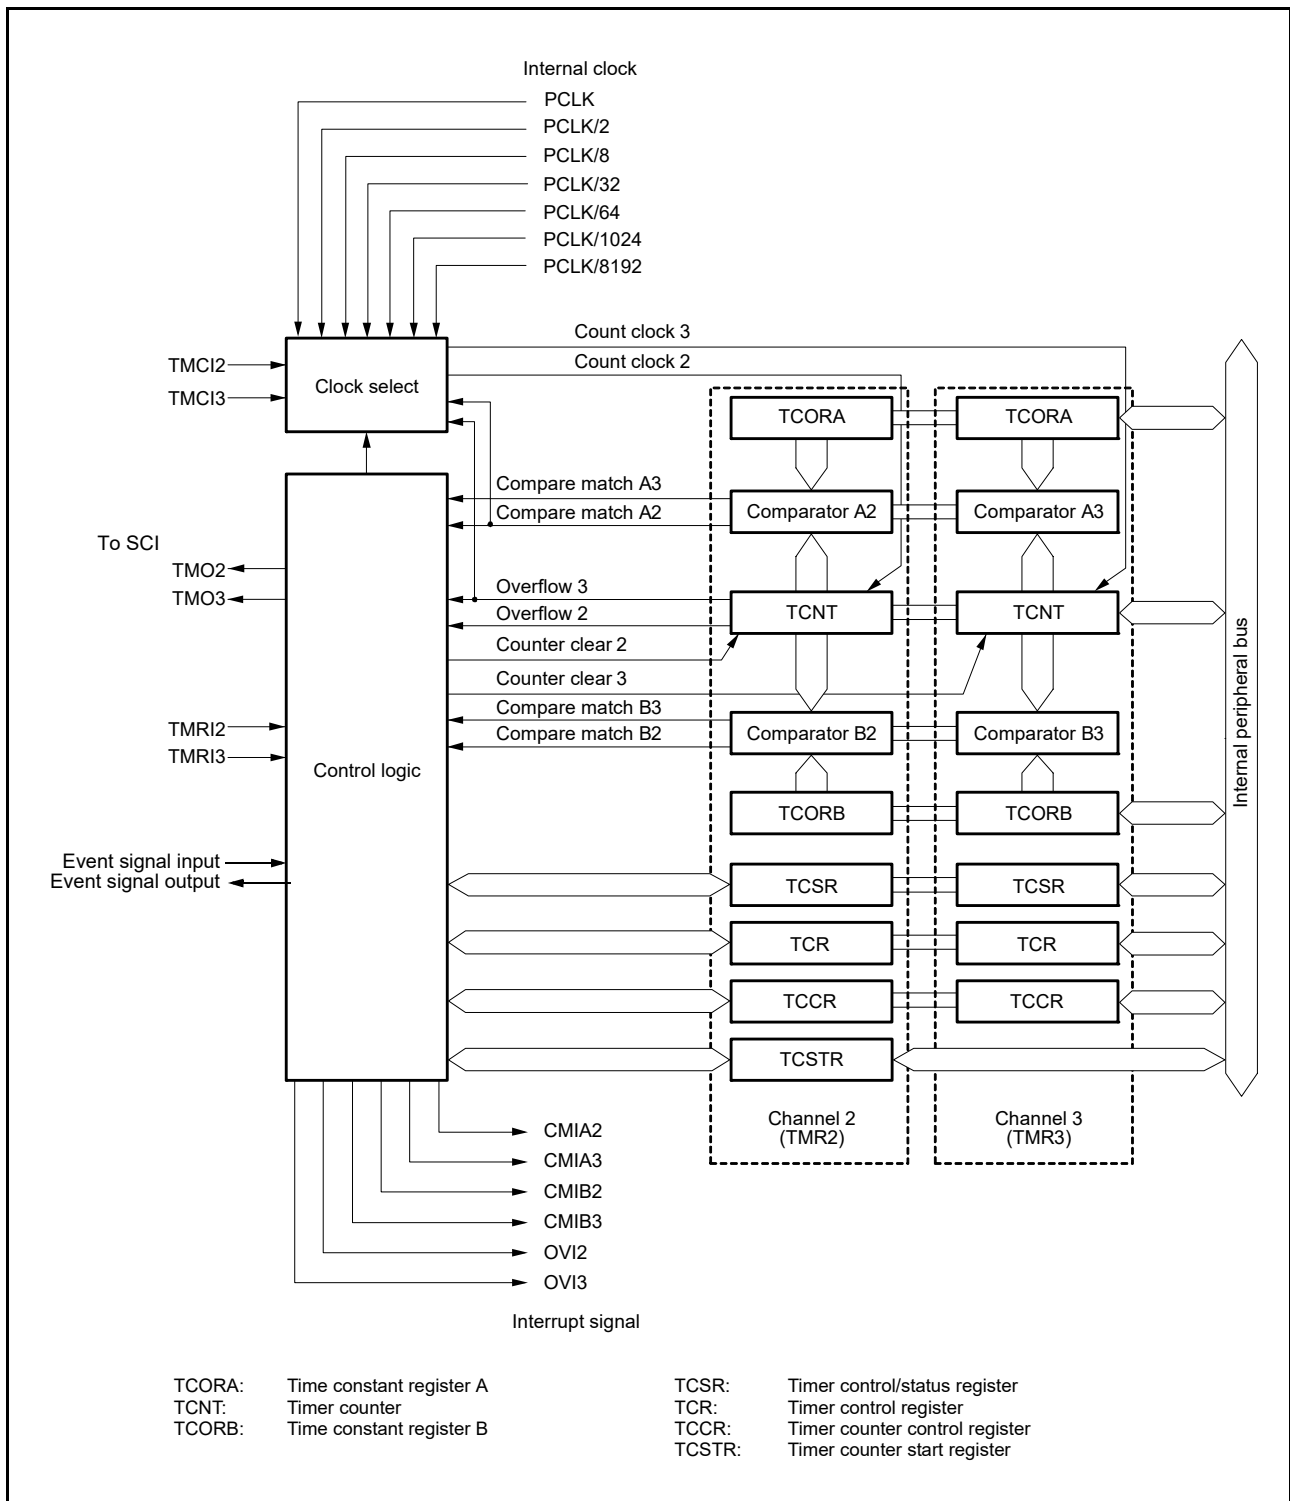 Internal clock
PCLK
PCLK/2
PCLK/8
PCLK/32
PCLK/64
PCLK/1024
PCLK/8192
Count clock 3
Count clock 2
TMCI2
TMCI3
Clock select
TCORA
TCORA
Compare match A3
Compare match A2
Comparator A2
Comparator A3
To SCI
TMO2
TMO3
Overflow 3
Overflow 2
TCNT
TCNT
Counter clear 2
Counter clear 3
Compare match B3
Compare match B2
Comparator B2
Comparator B3
TMRI2
TMRI3
Control logic
Internal peripheral bus
TCORB
TCORB
Event signal input
Event signal output
TCSR
TCSR
TCR
TCR
TCCR
TCCR
TCSTR
Channel 2
(TMR2)
Channel 3
(TMR3)
CMIA2
CMIA3
CMIB2
CMIB3
OVI2
OVI3
Interrupt signal
TCORA: Time constant register A
TCNT: Timer counter
TCORB: Time constant register B
TCSR: Timer control/status register
TCR: Timer control register
TCCR: Timer counter control register
TCSTR: Timer counter start register